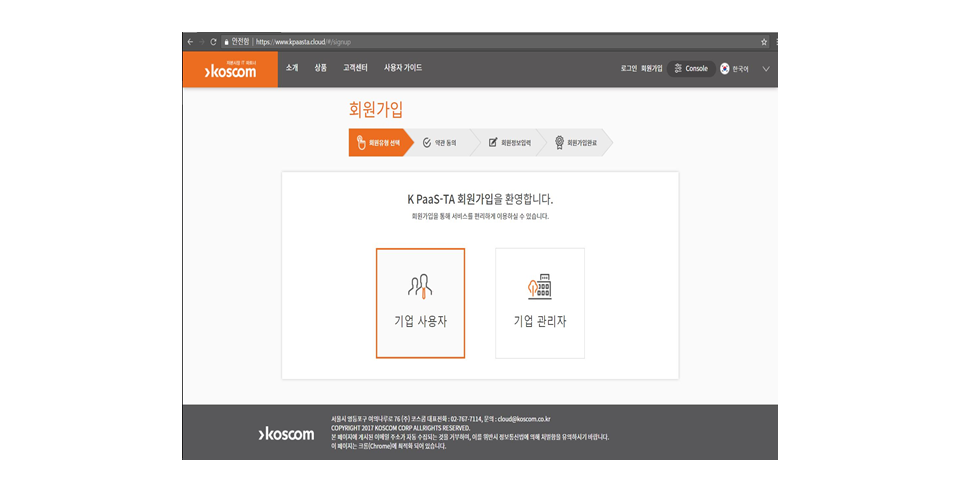 안전함 | https://www.kpaasta.cloud/#/signup
자본시장 IT 파트너
koscom
소개 상품 고객센터 사용자 가이드
로그인 회원가입 Console 한국어
회원가입
회원유형 선택 약관 동의 회원정보입력 회원가입완료
K PaaS-TA 회원가입을 환영합니다.
회원가입을 통해 서비스를 편리하게 이용하실 수 있습니다.
기업 사용자 기업 관리자
koscom
서울시 영등포구 여의나루로 76 (주) 코스콤 대표전화 : 02-767-7114, 문의 : cloud@koscom.co.kr
COPYRIGHT 2017 KOSCOM CORP ALLRIGHTS RESERVED.
본 페이지에 게시된 이메일 주소가 자동 수집되는 것을 거부하며, 이를 위반시 정보통신법에 의해 처벌함을 유의하시기 바랍니다.
이 페이지는 크롬(Chrome)에 최적화 되어 있습니다.